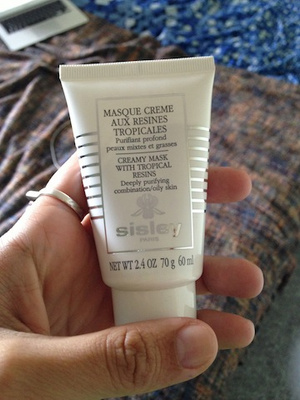 MASQUE CREME
AUX RESINES
TROPICALES
Purifiant profond
peaux mixtes et grasses
CREAMY MASK
WITH TROPICAL
RESINS
Deeply purifying
combination/oily skin
sisley
PARIS
NET WT 2.4 OZ 70 g 60 ml